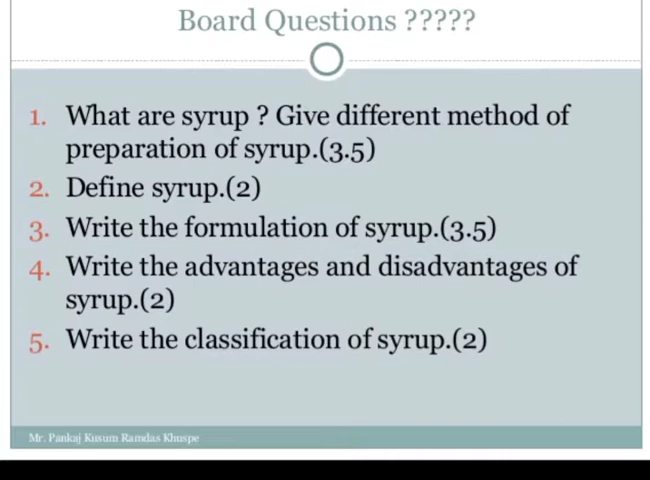 Board Questions ?????
1. What are syrup ? Give different method of
preparation of syrup.(3.5)
2. Define syrup.(2)
3. Write the formulation of syrup.(3.5)
4. Write the advantages and disadvantages of
syrup.(2)
5. Write the classification of syrup.(2)
Mr. Pankaj Kusum Ramdas Khuspe